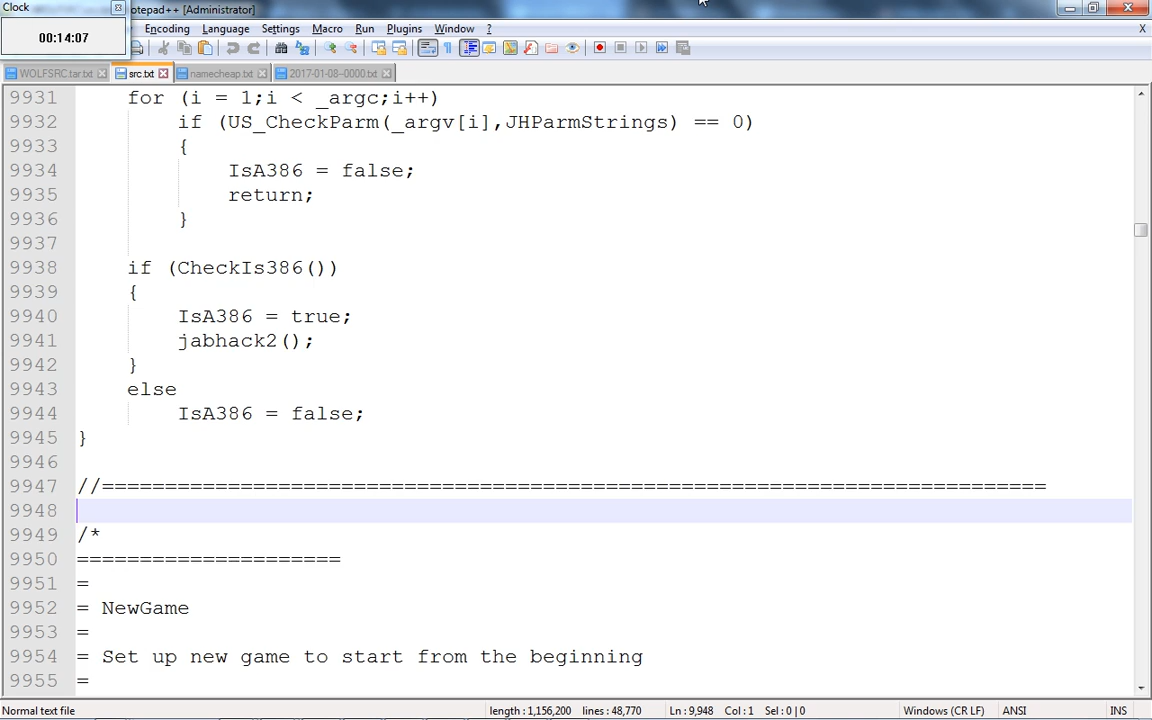 Clock
otepad++ [Administrator]
00:14:07
Encoding Language Settings Macro Run Plugins Window ? X
WOLFSRC.tar.txt src.txt namecheap.txt 2017-01-08--0000.txt
9931 for (i = 1;i < _argc;i++)
9932 if (US_CheckParm(_argv[i],JHParmStrings) == 0)
9933 {
9934 IsA386 = false;
9935 return;
9936 }
9937
9938 if (CheckIs386())
9939 {
9940 IsA386 = true;
9941 jabhack2();
9942 }
9943 else
9944 IsA386 = false;
9945 }
9946
9947 //===========================================================================
9948
9949 /*
9950 =====================
9951 =
9952 = NewGame
9953 =
9954 = Set up new game to start from the beginning
9955 =
Normal text file length : 1,156,200 lines : 48,770 Ln : 9,948 Col : 1 Sel : 0 | 0 Windows (CR LF) ANSI INS